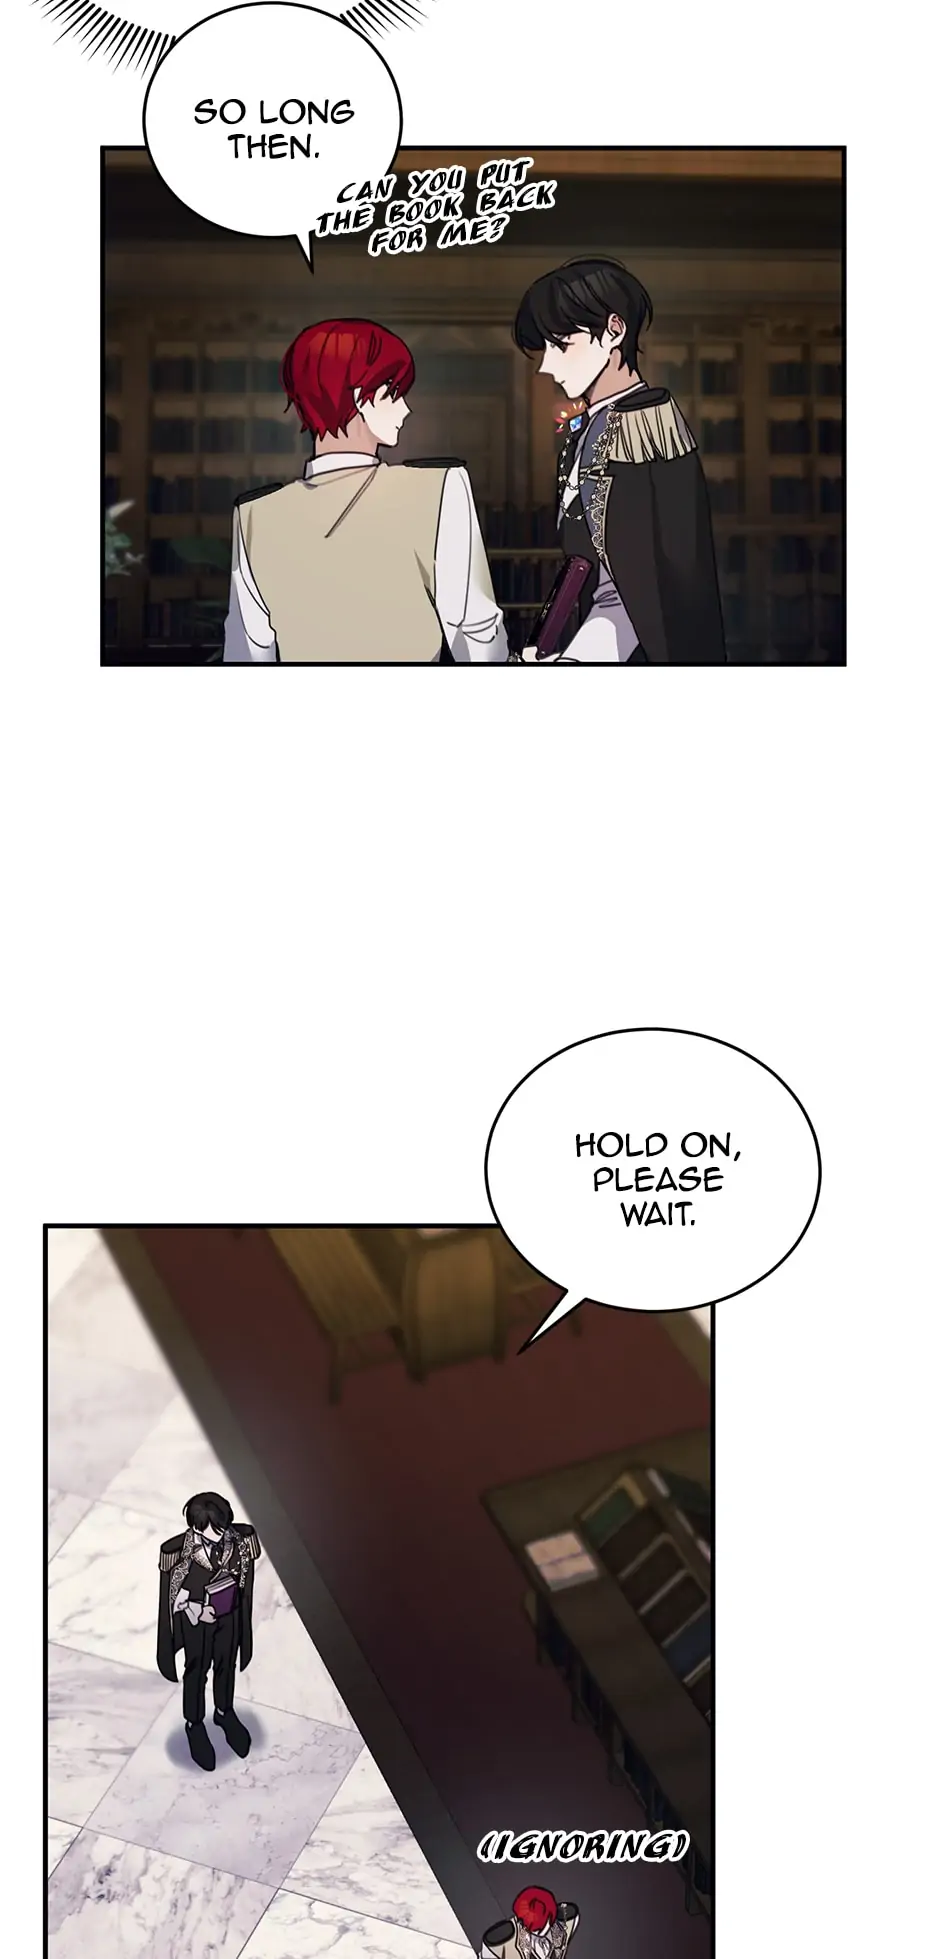 SO LONG
THEN.
CAN YOU PUT
THE BOOK BACK
FOR ME?
HOLD ON,
PLEASE
WAIT.
(IGNORING)